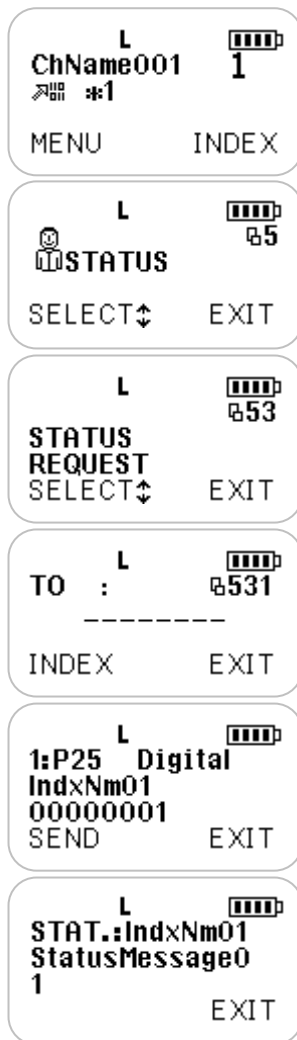 L
ChName001 1
*1
MENU INDEX
L
5
STATUS
SELECT EXIT
L
53
STATUS
REQUEST
SELECT EXIT
L
TO : 531
--------
INDEX EXIT
L
1:P25 Digital
IndxNm01
00000001
SEND EXIT
L
STAT.:IndxNm01
StatusMessage0
1
EXIT